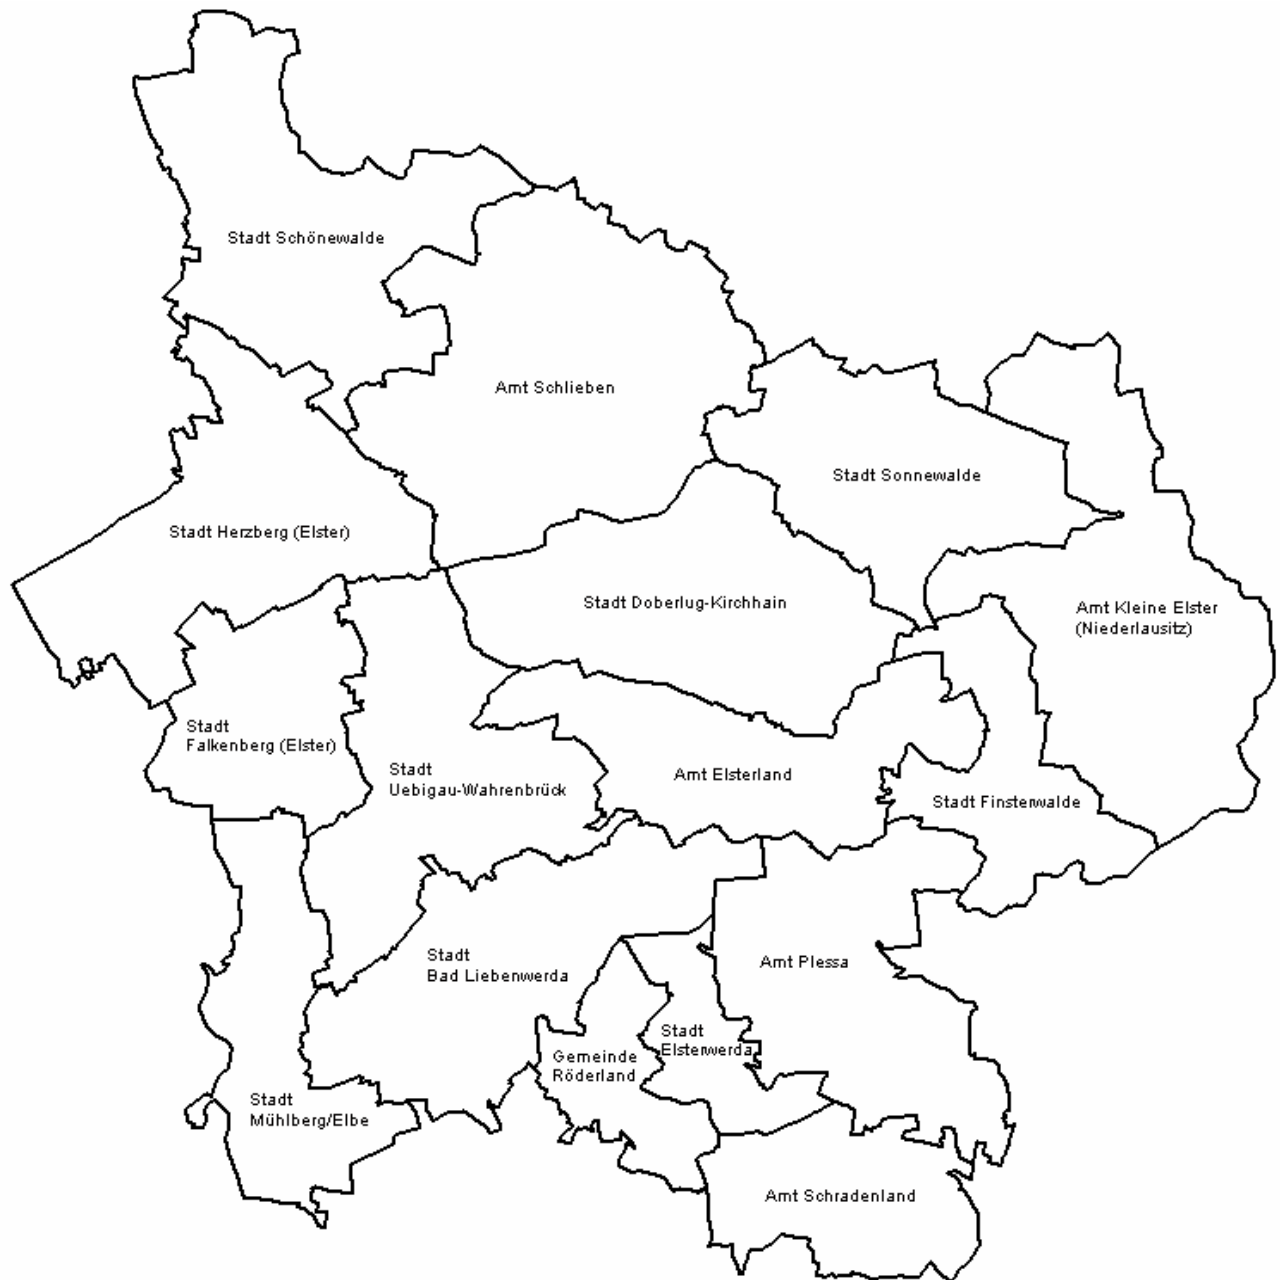 Stadt Schönewalde
Amt Schlieben
Stadt Sonnewalde
Stadt Herzberg (Elster)
Stadt Doberlug-Kirchhain
Amt Kleine Elster
(Niederlausitz)
Stadt
Falkenberg (Elster)
Stadt
Uebigau-Wahrenbrück
Amt Elsterland
Stadt Finsterwalde
Stadt
Bad Liebenwerda
Amt Plessa
Stadt
Elsterwerda
Gemeinde
Röderland
Stadt
Mühlberg/Elbe
Amt Schradenland